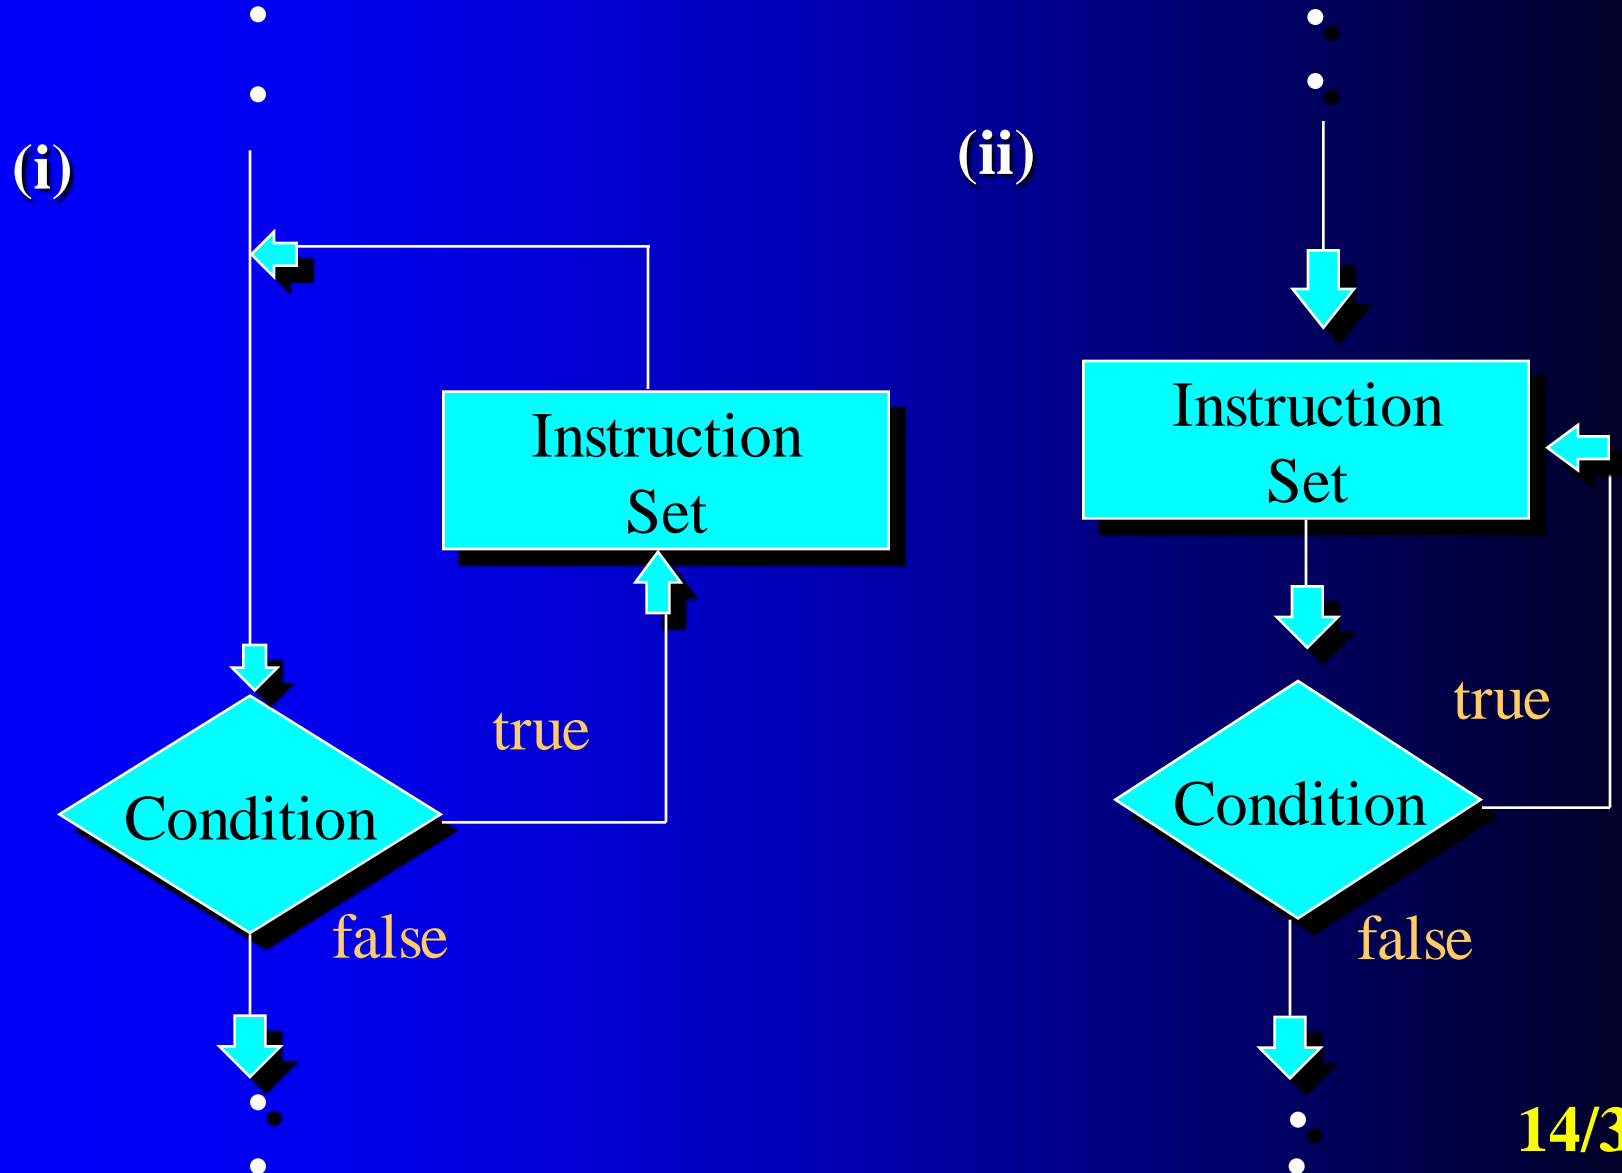 (i)
Instruction
Set
true
Condition
false
(ii)
Instruction
Set
true
Condition
false
14/3